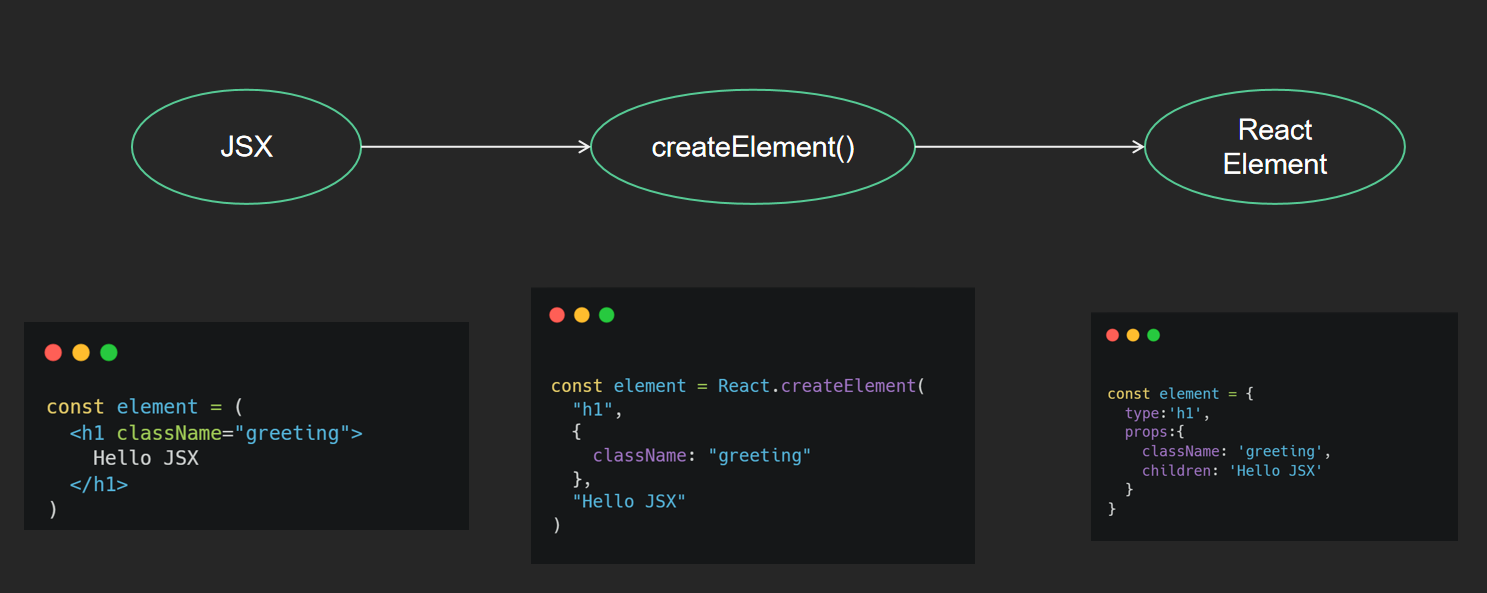 JSX
createElement()
React
Element
const element = (
  <h1 className="greeting">
    Hello JSX
  </h1>
)
const element = React.createElement(
  "h1",
  {
    className: "greeting"
  },
  "Hello JSX"
)
const element = {
  type:'h1',
  props:{
    className: 'greeting',
    children: 'Hello JSX'
  }
}